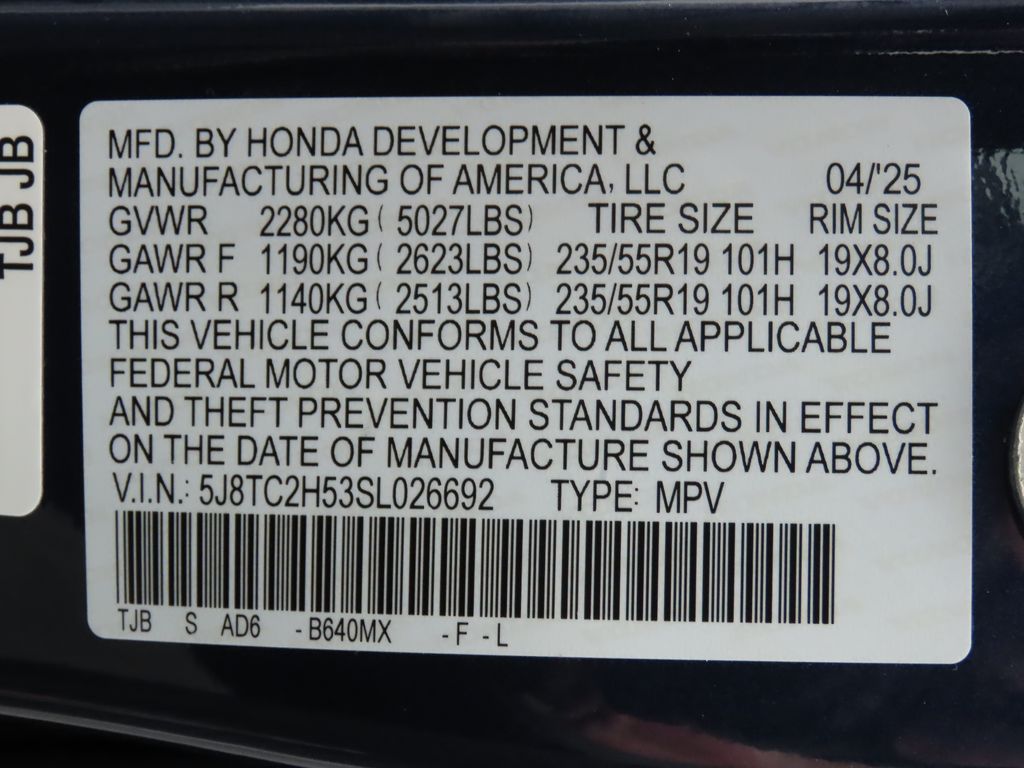 TJB JB
MFD. BY HONDA DEVELOPMENT &
MANUFACTURING OF AMERICA, LLC 04/'25
GVWR 2280KG ( 5027LBS) TIRE SIZE RIM SIZE
GAWR F 1190KG ( 2623LBS) 235/55R19 101H 19X8.0J
GAWR R 1140KG ( 2513LBS) 235/55R19 101H 19X8.0J
THIS VEHICLE CONFORMS TO ALL APPLICABLE
FEDERAL MOTOR VEHICLE SAFETY
AND THEFT PREVENTION STANDARDS IN EFFECT
ON THE DATE OF MANUFACTURE SHOWN ABOVE.
V.I.N.: 5J8TC2H53SL026692 TYPE: MPV
TJB S AD6 - B640MX - F - L